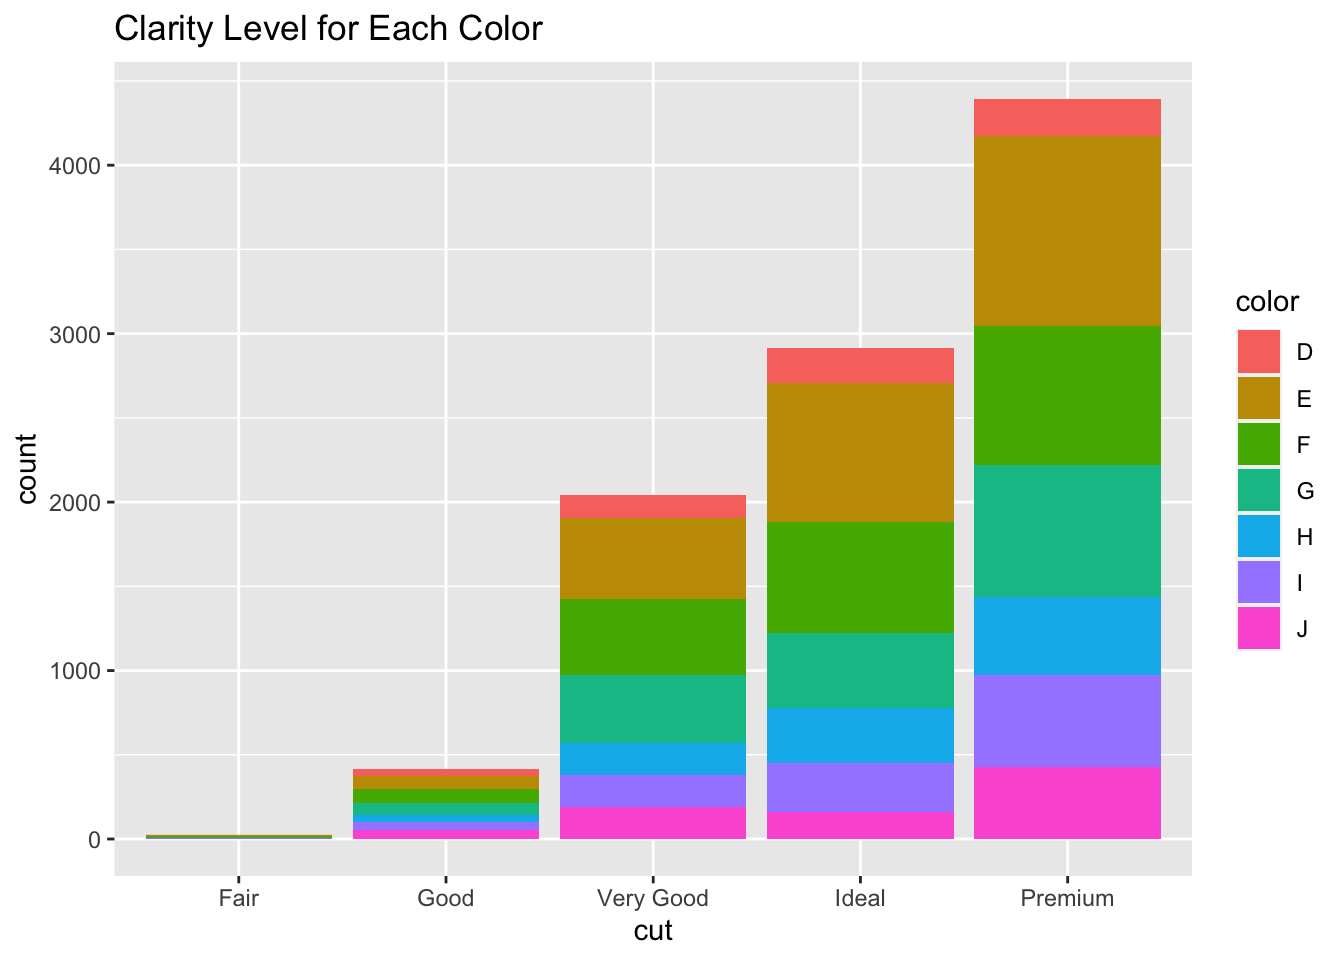 Clarity Level for Each Color
count
4000
3000
2000
1000
0
Fair
Good
Very Good
Ideal
Premium
cut
color
D
E
F
G
H
I
J